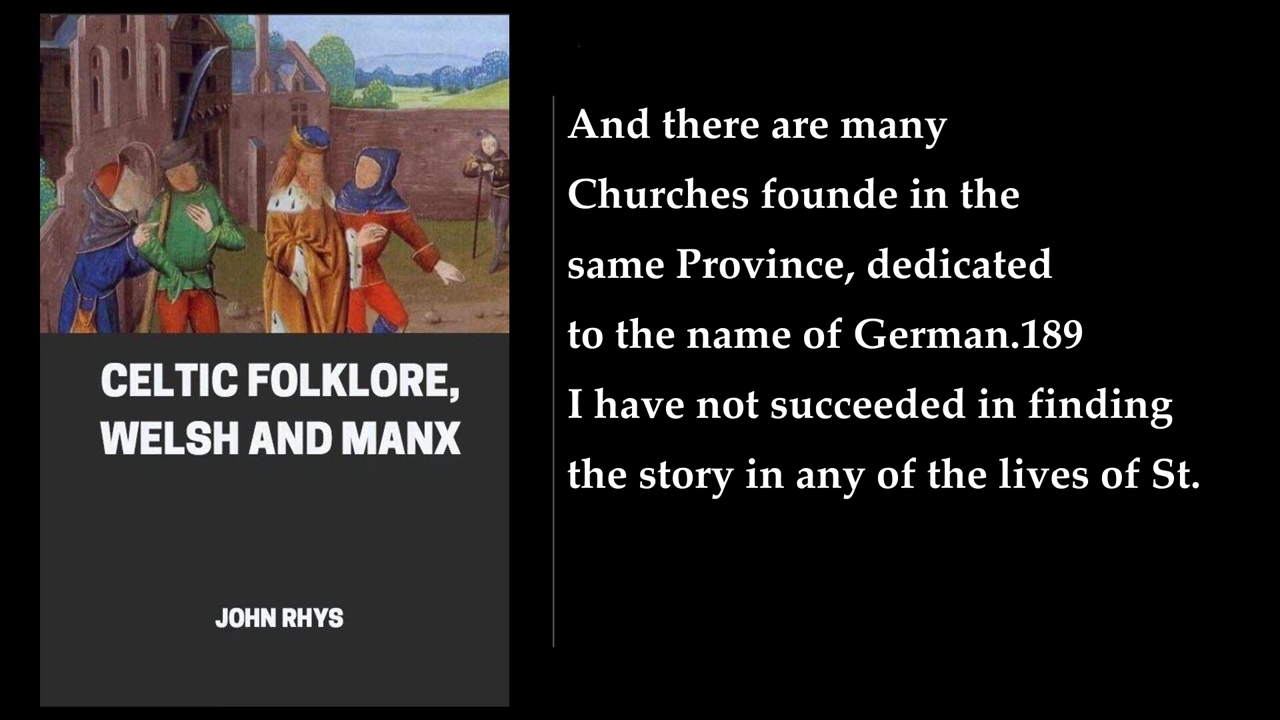 CELTIC FOLKLORE,
WELSH AND MANX
JOHN RHYS
And there are many
Churches founde in the
same Province, dedicated
to the name of German.189
I have not succeeded in finding
the story in any of the lives of St.